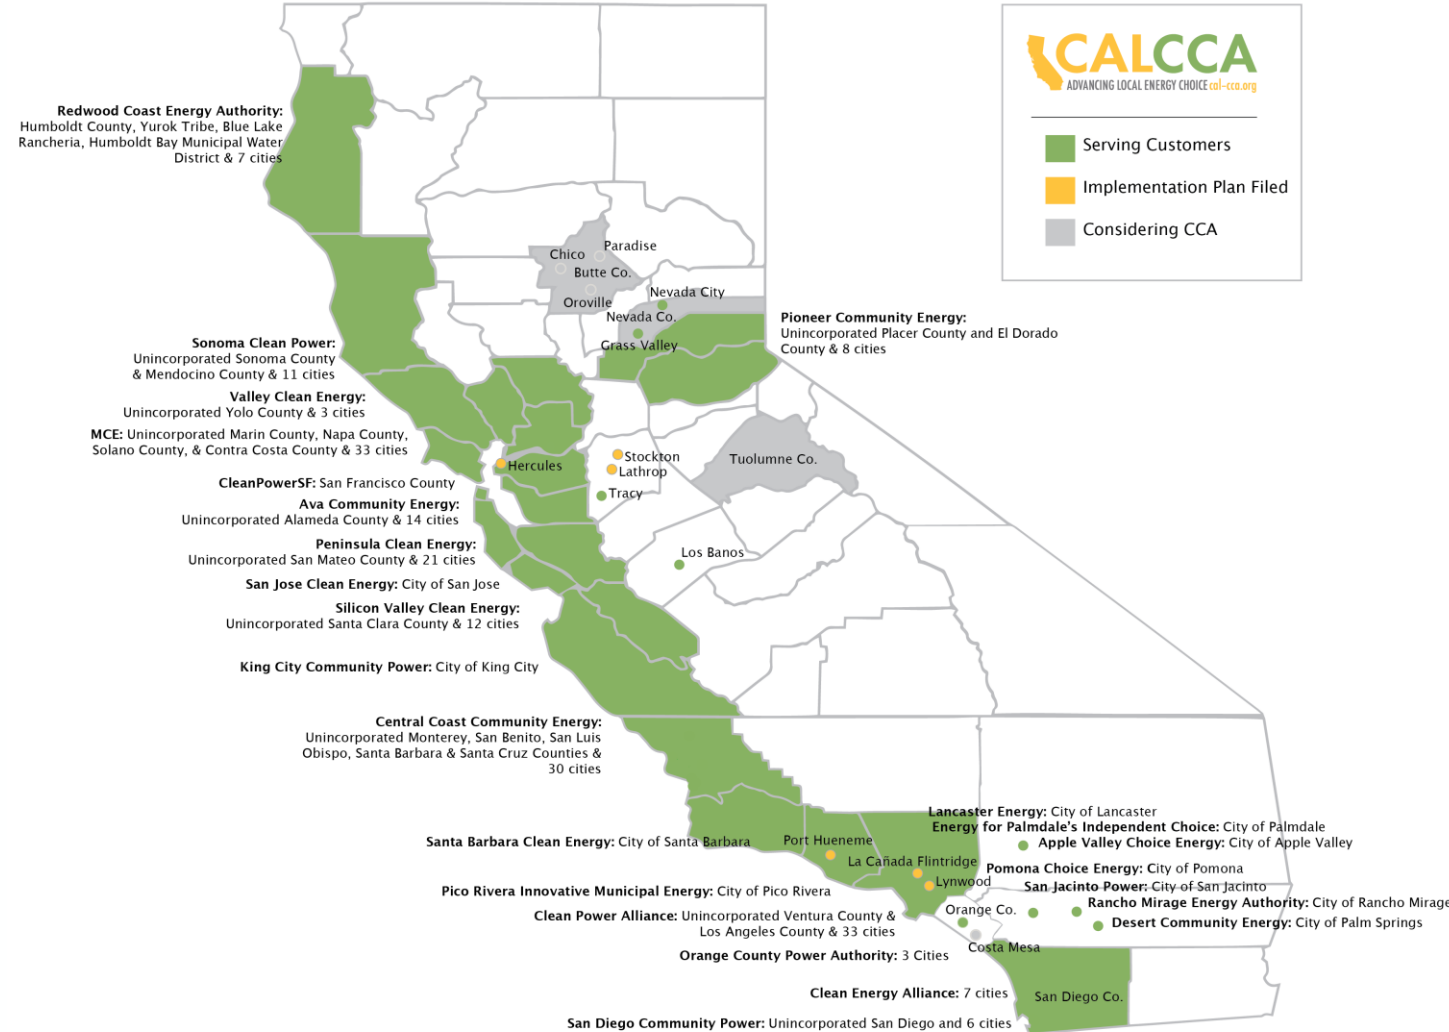 CALCCA
ADVANCING LOCAL ENERGY CHOICE cal-cca.org
Serving Customers
Implementation Plan Filed
Considering CCA
Redwood Coast Energy Authority:
Humboldt County, Yurok Tribe, Blue Lake
Rancheria, Humboldt Bay Municipal Water
District & 7 cities
Paradise
Chico
Butte Co.
Oroville
Nevada City
Nevada Co.
Grass Valley
Pioneer Community Energy:
Unincorporated Placer County and El Dorado
County & 8 cities
Sonoma Clean Power:
Unincorporated Sonoma County
& Mendocino County & 11 cities
Valley Clean Energy:
Unincorporated Yolo County & 3 cities
MCE: Unincorporated Marin County, Napa County,
Solano County, & Contra Costa County & 33 cities
Hercules
Stockton
Lathrop
Tracy
Tuolumne Co.
CleanPowerSF: San Francisco County
Ava Community Energy:
Unincorporated Alameda County & 14 cities
Peninsula Clean Energy:
Unincorporated San Mateo County & 21 cities
Los Banos
San Jose Clean Energy: City of San Jose
Silicon Valley Clean Energy:
Unincorporated Santa Clara County & 12 cities
King City Community Power: City of King City
Central Coast Community Energy:
Unincorporated Monterey, San Benito, San Luis
Obispo, Santa Barbara & Santa Cruz Counties &
30 cities
Lancaster Energy: City of Lancaster
Energy for Palmdale's Independent Choice: City of Palmdale
Apple Valley Choice Energy: City of Apple Valley
Santa Barbara Clean Energy: City of Santa Barbara
Port Hueneme
La Cañada Flintridge
Lynwood
Pomona Choice Energy: City of Pomona
San Jacinto Power: City of San Jacinto
Pico Rivera Innovative Municipal Energy: City of Pico Rivera
Rancho Mirage Energy Authority: City of Rancho Mirage
Clean Power Alliance: Unincorporated Ventura County &
Los Angeles County & 33 cities
Orange Co.
Desert Community Energy: City of Palm Springs
Costa Mesa
Orange County Power Authority: 3 Cities
Clean Energy Alliance: 7 cities
San Diego Co.
San Diego Community Power: Unincorporated San Diego and 6 cities